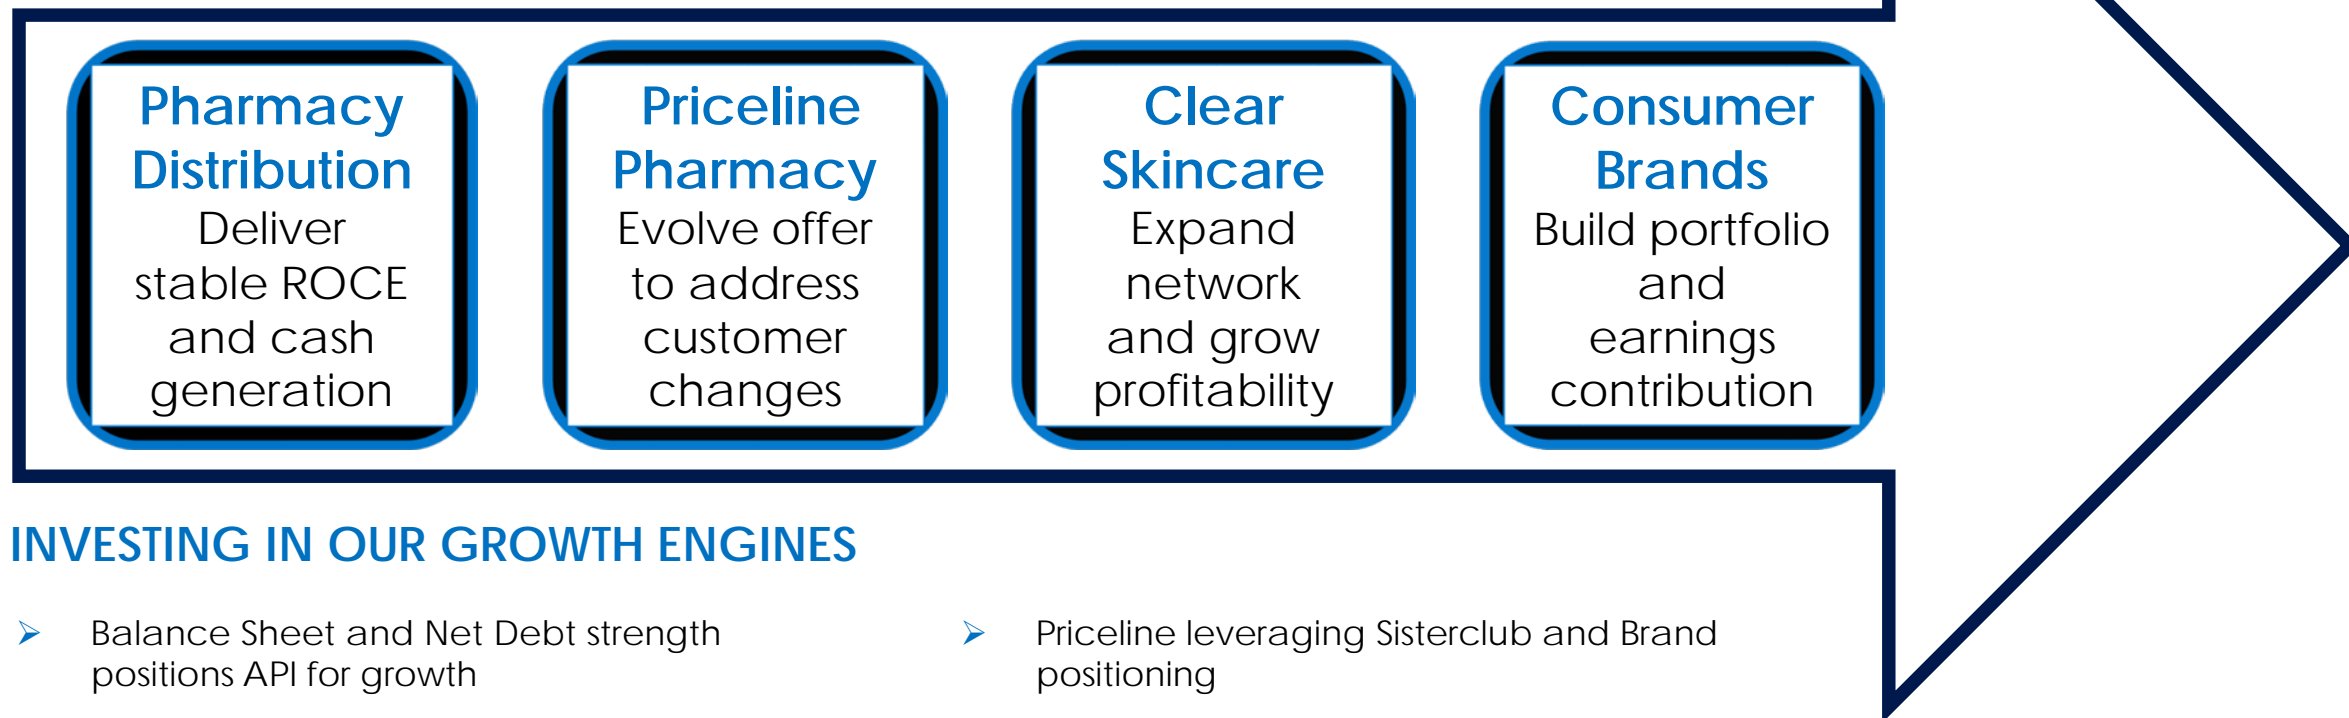 Pharmacy
Distribution
Deliver
stable ROCE
and cash
generation
Priceline
Pharmacy
Evolve offer
to address
customer
changes
Clear
Skincare
Expand
network
and grow
profitability
Consumer
Brands
Build portfolio
and
earnings
contribution
INVESTING IN OUR GROWTH ENGINES
➢ Balance Sheet and Net Debt strength
positions API for growth
➢ Priceline leveraging Sisterclub and Brand
positioning